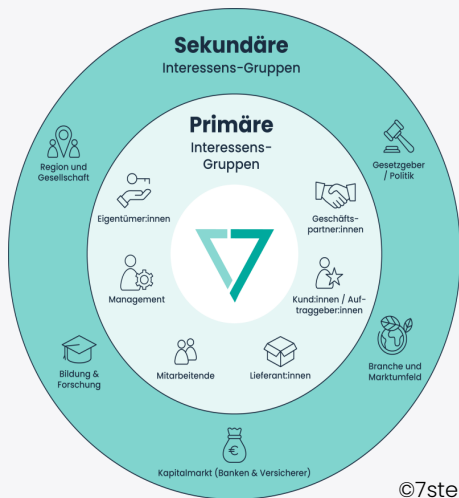 Sekundäre
Interessens-Gruppen
Primäre
Interessens-
Gruppen
Region und
Gesellschaft
Gesetzgeber
/ Politik
Eigentümer:innen
Geschäfts-
partner:innen
Management
Kund:innen / Auf-
traggeber:innen
Bildung &
Forschung
Mitarbeitende
Lieferant:innen
Branche und
Marktumfeld
€
Kapitalmarkt (Banken & Versicherer)
©7ste